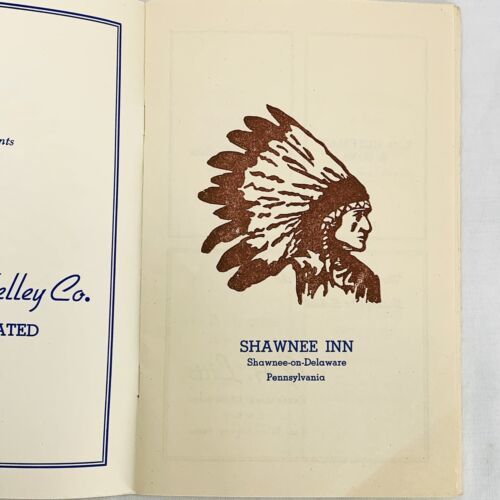 nts
elley Co.
ATED
SHAWNEE INN
Shawnee-on-Delaware
Pennsylvania